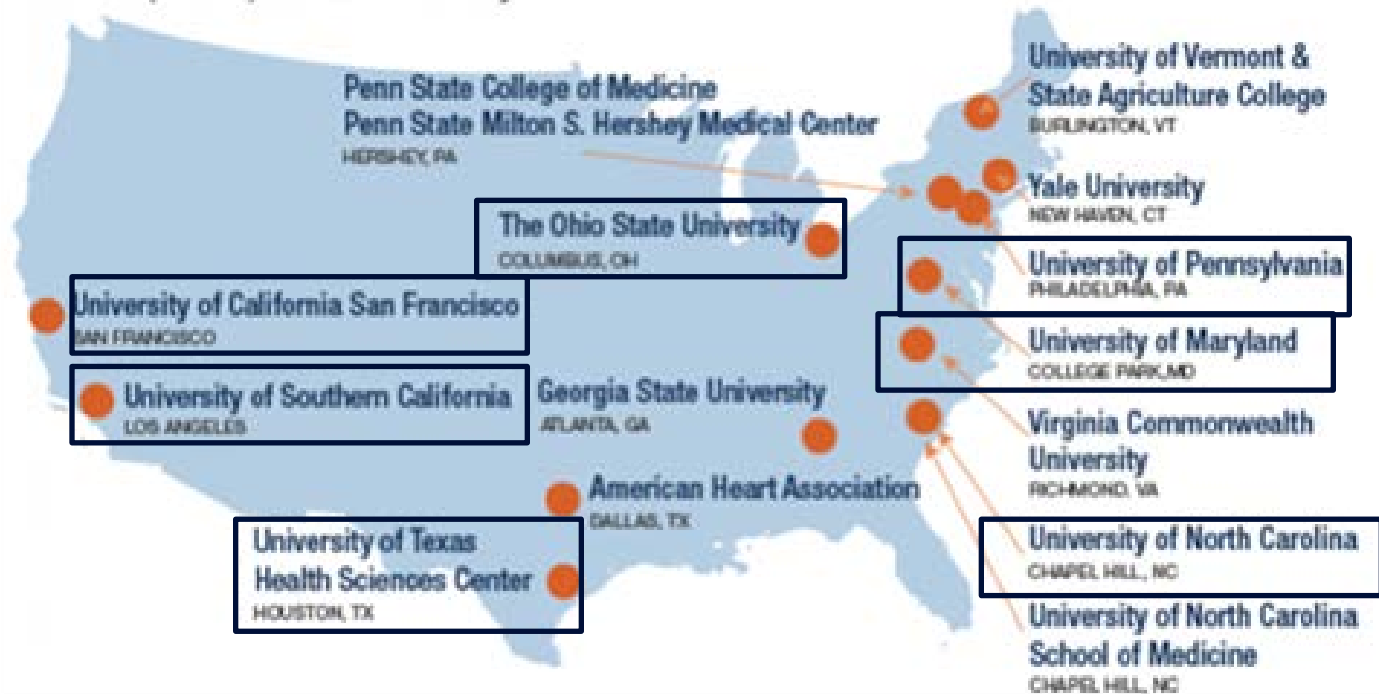 University of Vermont &
State Agriculture College
BURLINGTON, VT
Penn State College of Medicine
Penn State Milton S. Hershey Medical Center
HERSHEY, PA
Yale University
NEW HAVEN, CT
The Ohio State University
COLUMBUS, OH
University of Pennsylvania
PHILADELPHIA, PA
University of California San Francisco
SAN FRANCISCO
University of Maryland
COLLEGE PARK,MD
University of Southern California
LOS ANGELES
Georgia State University
ATLANTA, GA
Virginia Commonwealth
University
RICHMOND, VA
American Heart Association
DALLAS, TX
University of Texas
Health Sciences Center
HOUSTON, TX
University of North Carolina
CHAPEL HILL, NC
University of North Carolina
School of Medicine
CHAPEL HILL, NC